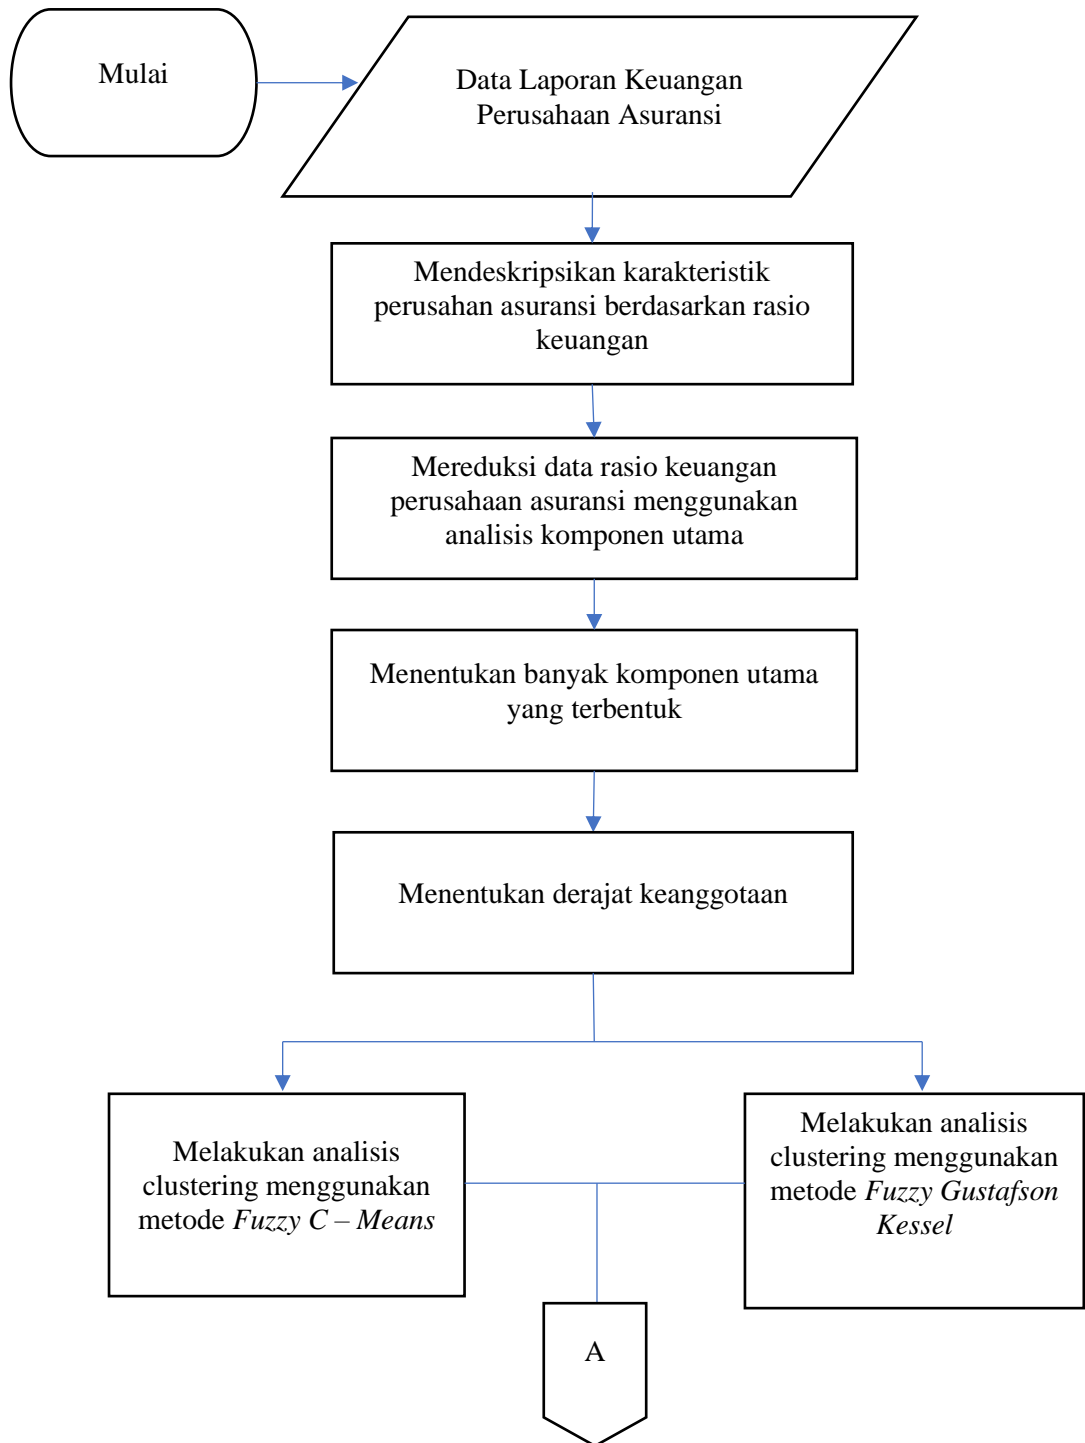 Mulai
Data Laporan Keuangan
Perusahaan Asuransi
Mendeskripsikan karakteristik
perusahan asuransi berdasarkan rasio
keuangan
Mereduksi data rasio keuangan
perusahaan asuransi menggunakan
analisis komponen utama
Menentukan banyak komponen utama
yang terbentuk
Menentukan derajat keanggotaan
Melakukan analisis
clustering menggunakan
metode Fuzzy C – Means
Melakukan analisis
clustering menggunakan
metode Fuzzy Gustafson
Kessel
A